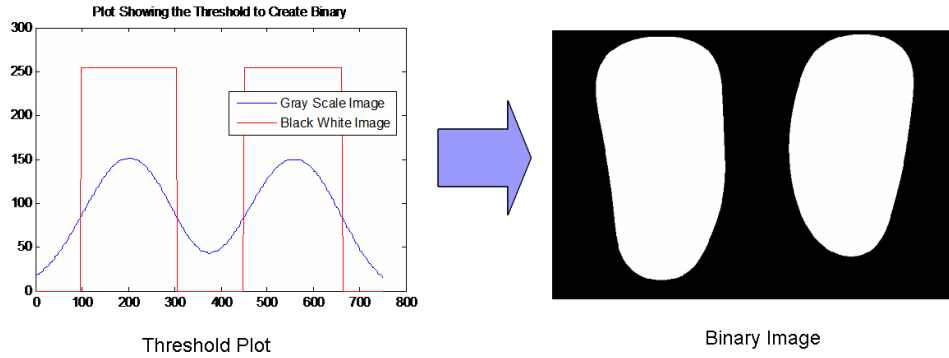 Plot Showing the Threshold to Create Binary
300
250
200
150
100
50
0
Gray Scale Image
Black White Image
0 100 200 300 400 500 600 700 800
Threshold Plot
Binary Image